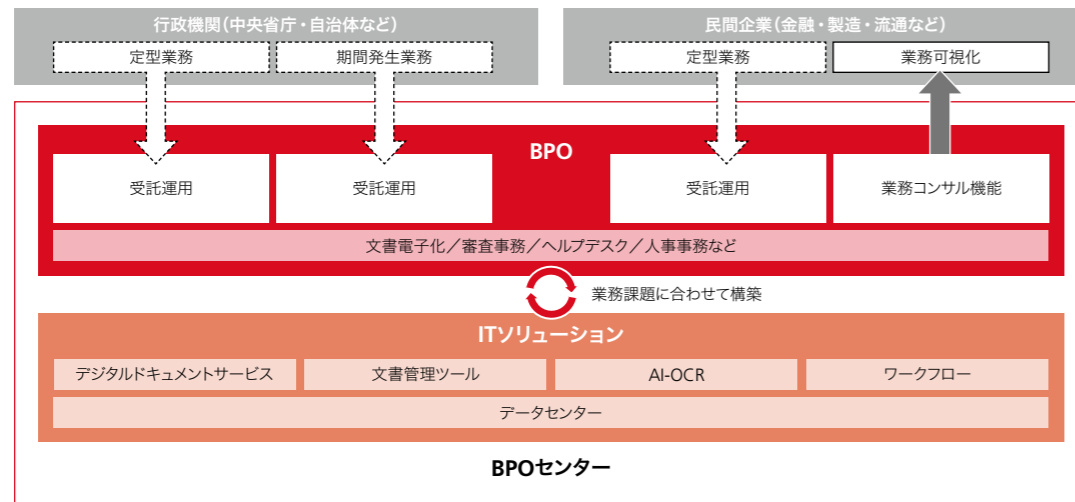 行政機関(中央省庁・自治体など)
民間企業(金融・製造・流通など)
定型業務
期間発生業務
定型業務
業務可視化
BPO
受託運用
受託運用
受託運用
業務コンサル機能
文書電子化／審査事務／ヘルプデスク／人事事務など
業務課題に合わせて構築
ITソリューション
デジタルドキュメントサービス
文書管理ツール
AI-OCR
ワークフロー
データセンター
BPOセンター